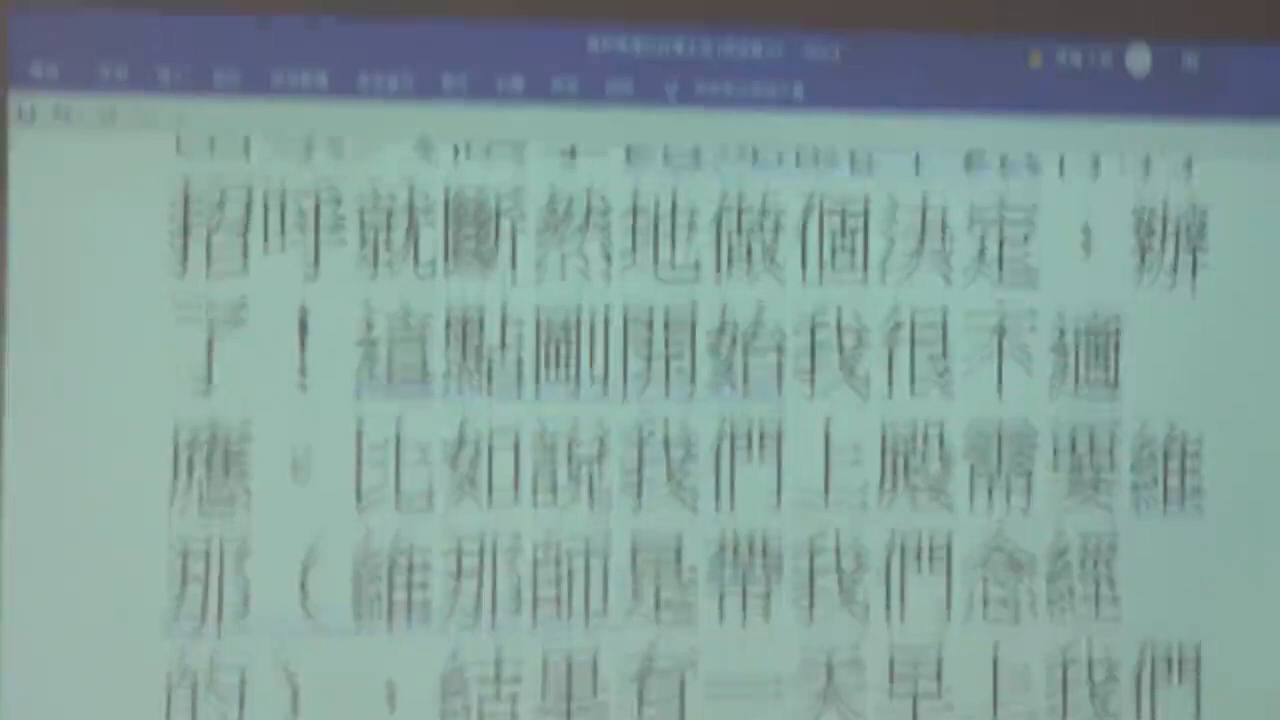 招呼就斷然地做個決定，辦
了！這點剛開始我很不適
應。比如說我們上殿需要維
那（維那師是帶我們念經
的），結果有一天早上我們